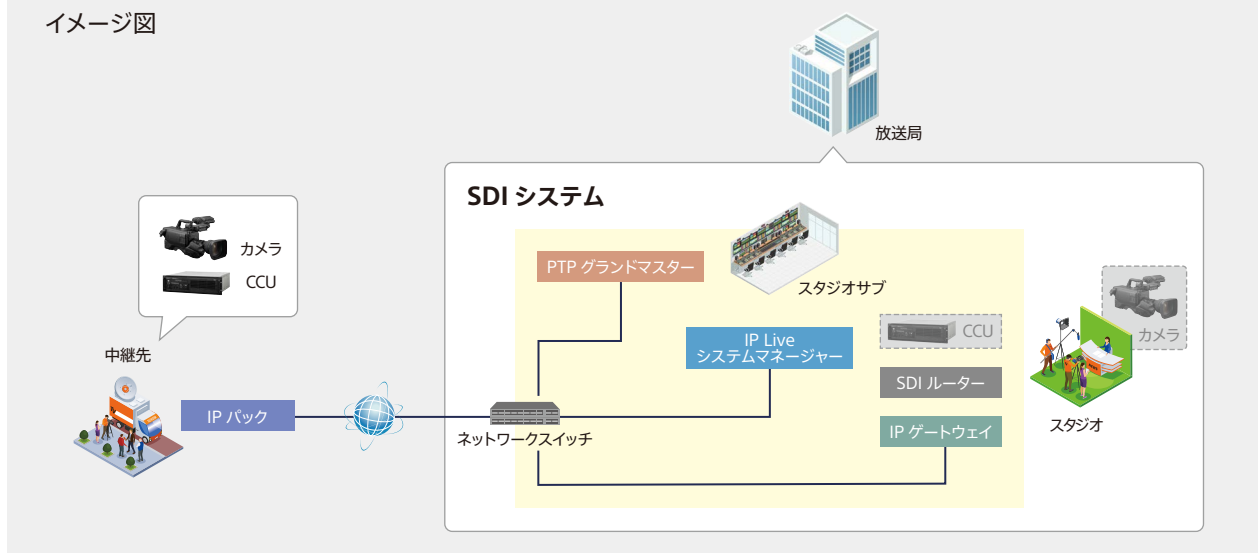 イメージ図
放送局
SDI システム
カメラ
CCU
PTP グランドマスター
スタジオサブ
中継先
IP Live
システムマネージャー
CCU
カメラ
SDI ルーター
IP パック
ネットワークスイッチ
IP ゲートウェイ
スタジオ